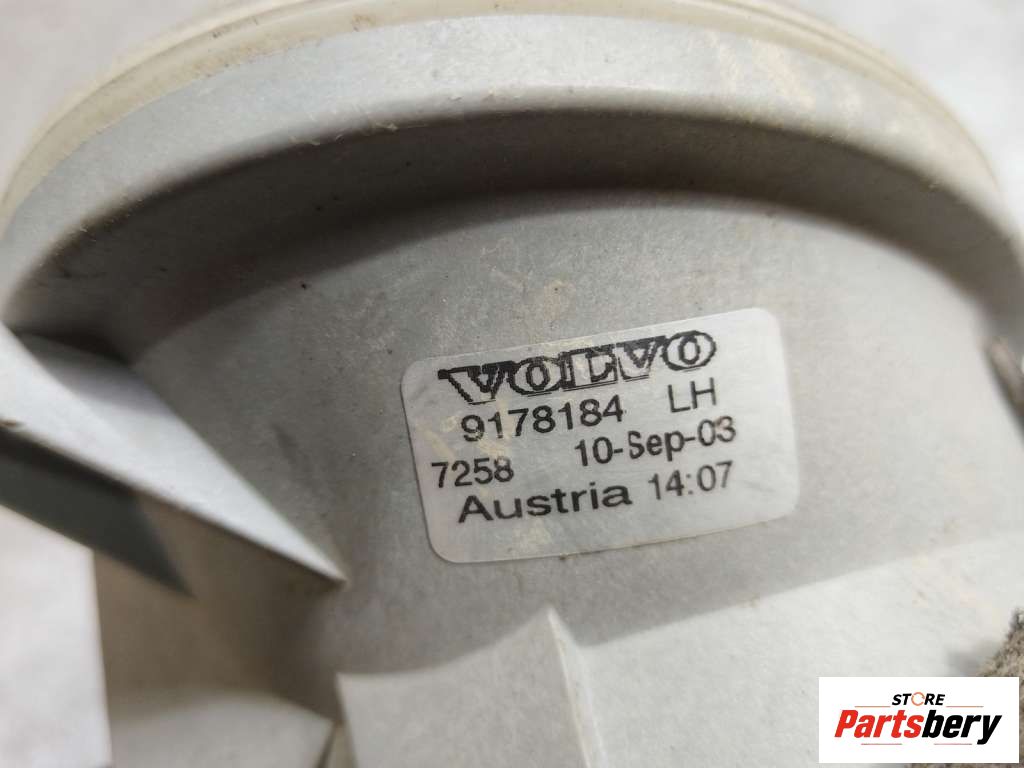 VOLVO
9178184 LH
7258 10-Sep-03
Austria 14:07
STORE
Partsbery